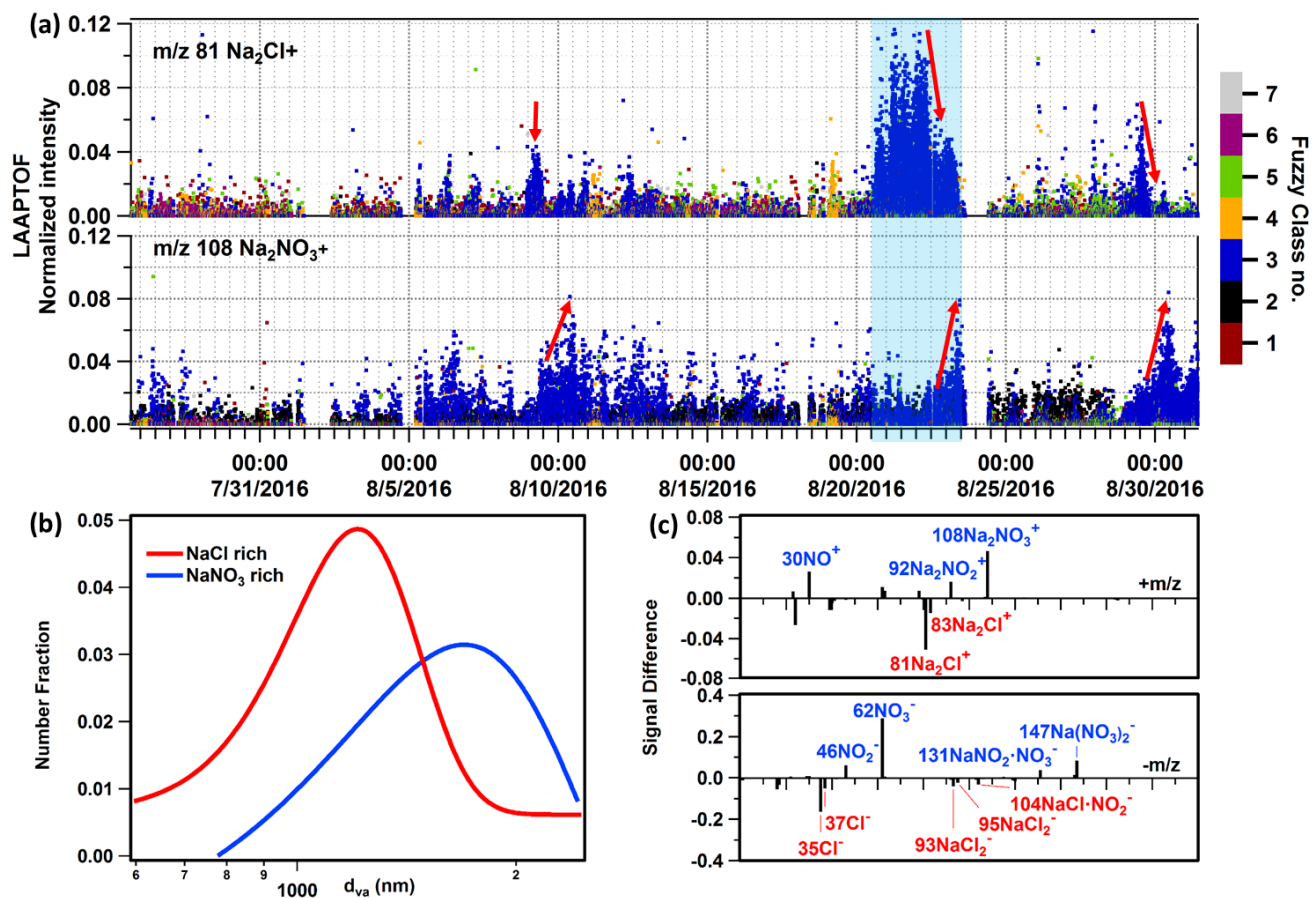 (a)
0.12
0.08
0.04
0.00
m/z 81 Na₂Cl+
LAAPTOF
Normalized intensity
0.12
0.08
0.04
0.00
m/z 108 Na₂NO₃+
00:00
7/31/2016
00:00
8/5/2016
00:00
8/10/2016
00:00
8/15/2016
00:00
8/20/2016
00:00
8/25/2016
00:00
8/30/2016
7
6
5
4
3
2
1
Fuzzy Class no.
(b)
0.05
0.04
0.03
0.02
0.01
0.00
Number Fraction
NaCl rich
NaNO₃ rich
6
7
8
9
1000
2
dva (nm)
(c)
0.08
0.04
0.00
-0.04
-0.08
Signal Difference
30NO⁺
92Na₂NO₂⁺
108Na₂NO₃⁺
+m/z
83Na₂Cl⁺
81Na₂Cl⁺
0.4
0.2
0.0
-0.2
-0.4
62NO₃⁻
46NO₂⁻
131NaNO₂·NO₃⁻
147Na(NO₃)₂⁻
-m/z
37Cl⁻
35Cl⁻
104NaCl·NO₂⁻
95NaCl₂⁻
93NaCl₂⁻